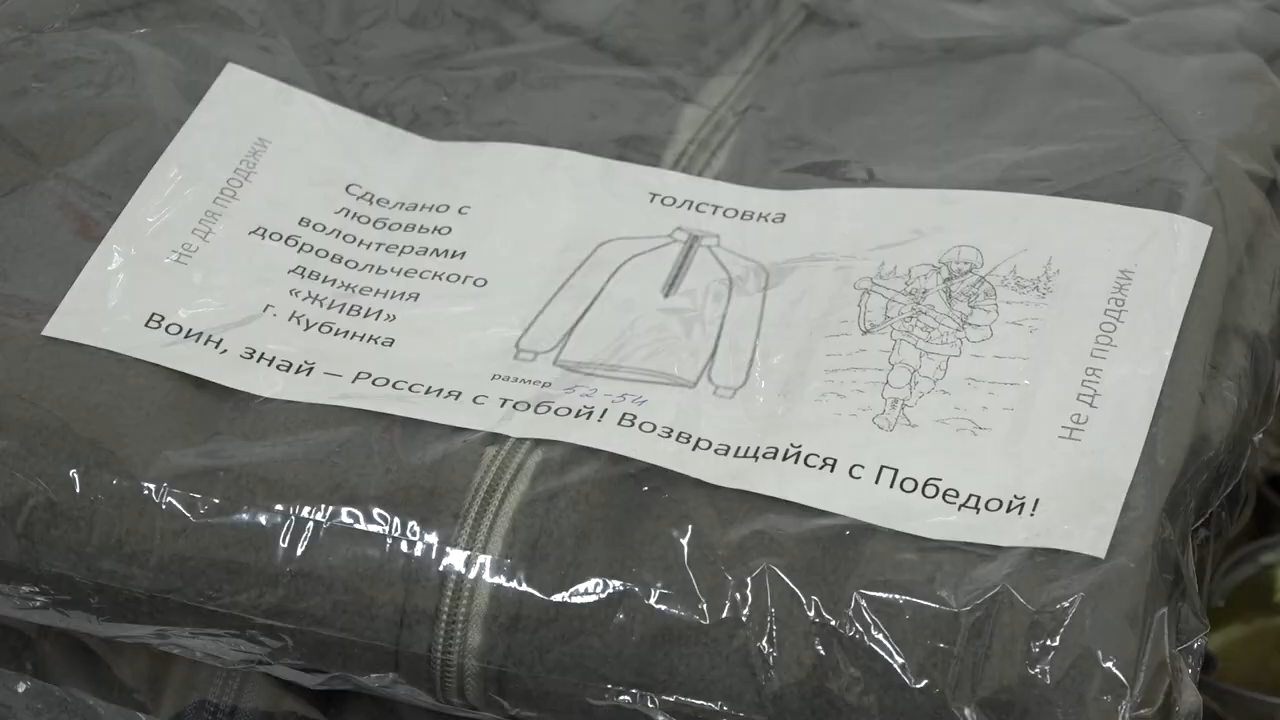 Не для продажи
Сделано с
любовью
волонтерами
добровольческого
движения
«ЖИВИ»
г. Кубинка
толстовка
размер 52-54
Не для продажи
Воин, знай – Россия с тобой! Возвращайся с Победой!